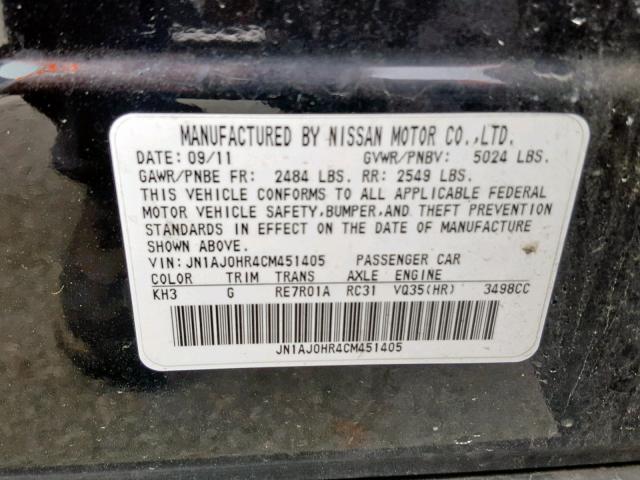 MANUFACTURED BY NISSAN MOTOR CO.,LTD.
DATE: 09/11 GVWR/PNBV: 5024 LBS.
GAWR/PNBE FR: 2484 LBS. RR: 2549 LBS.
THIS VEHICLE CONFORMS TO ALL APPLICABLE FEDERAL
MOTOR VEHICLE SAFETY,BUMPER,AND THEFT PREVENTION
STANDARDS IN EFFECT ON THE DATE OF MANUFACTURE
SHOWN ABOVE.
VIN: JN1AJ0HR4CM451405 PASSENGER CAR
COLOR TRIM TRANS AXLE ENGINE
KH3 G RE7R01A RC31 VQ35(HR) 3498CC
JN1AJ0HR4CM451405